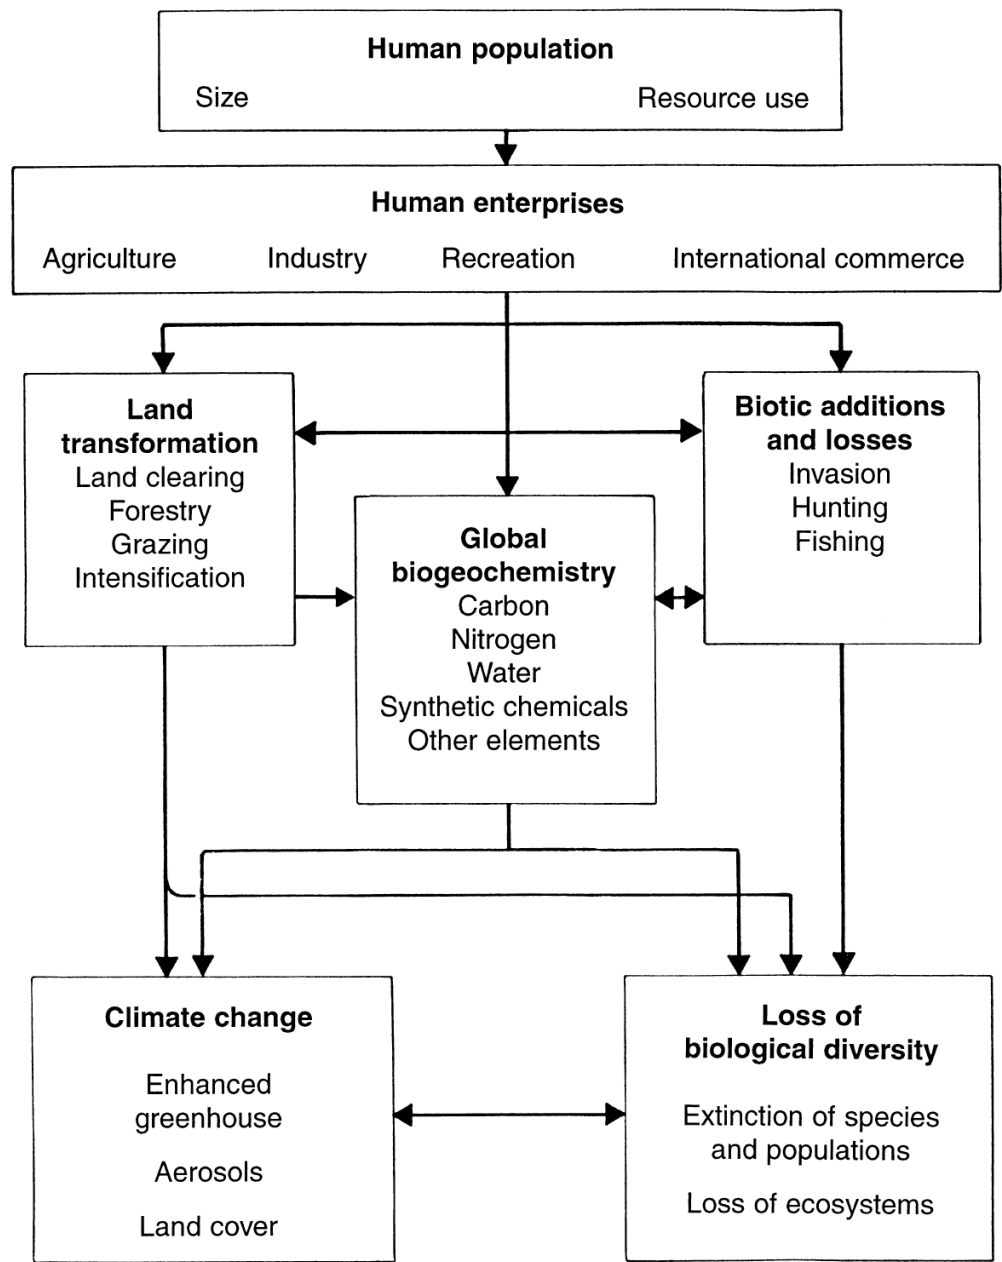 Human population
Size Resource use
Human enterprises
Agriculture Industry Recreation International commerce
Land
transformation
Land clearing
Forestry
Grazing
Intensification
Biotic additions
and losses
Invasion
Hunting
Fishing
Global
biogeochemistry
Carbon
Nitrogen
Water
Synthetic chemicals
Other elements
Climate change
Enhanced
greenhouse
Aerosols
Land cover
Loss of
biological diversity
Extinction of species
and populations
Loss of ecosystems